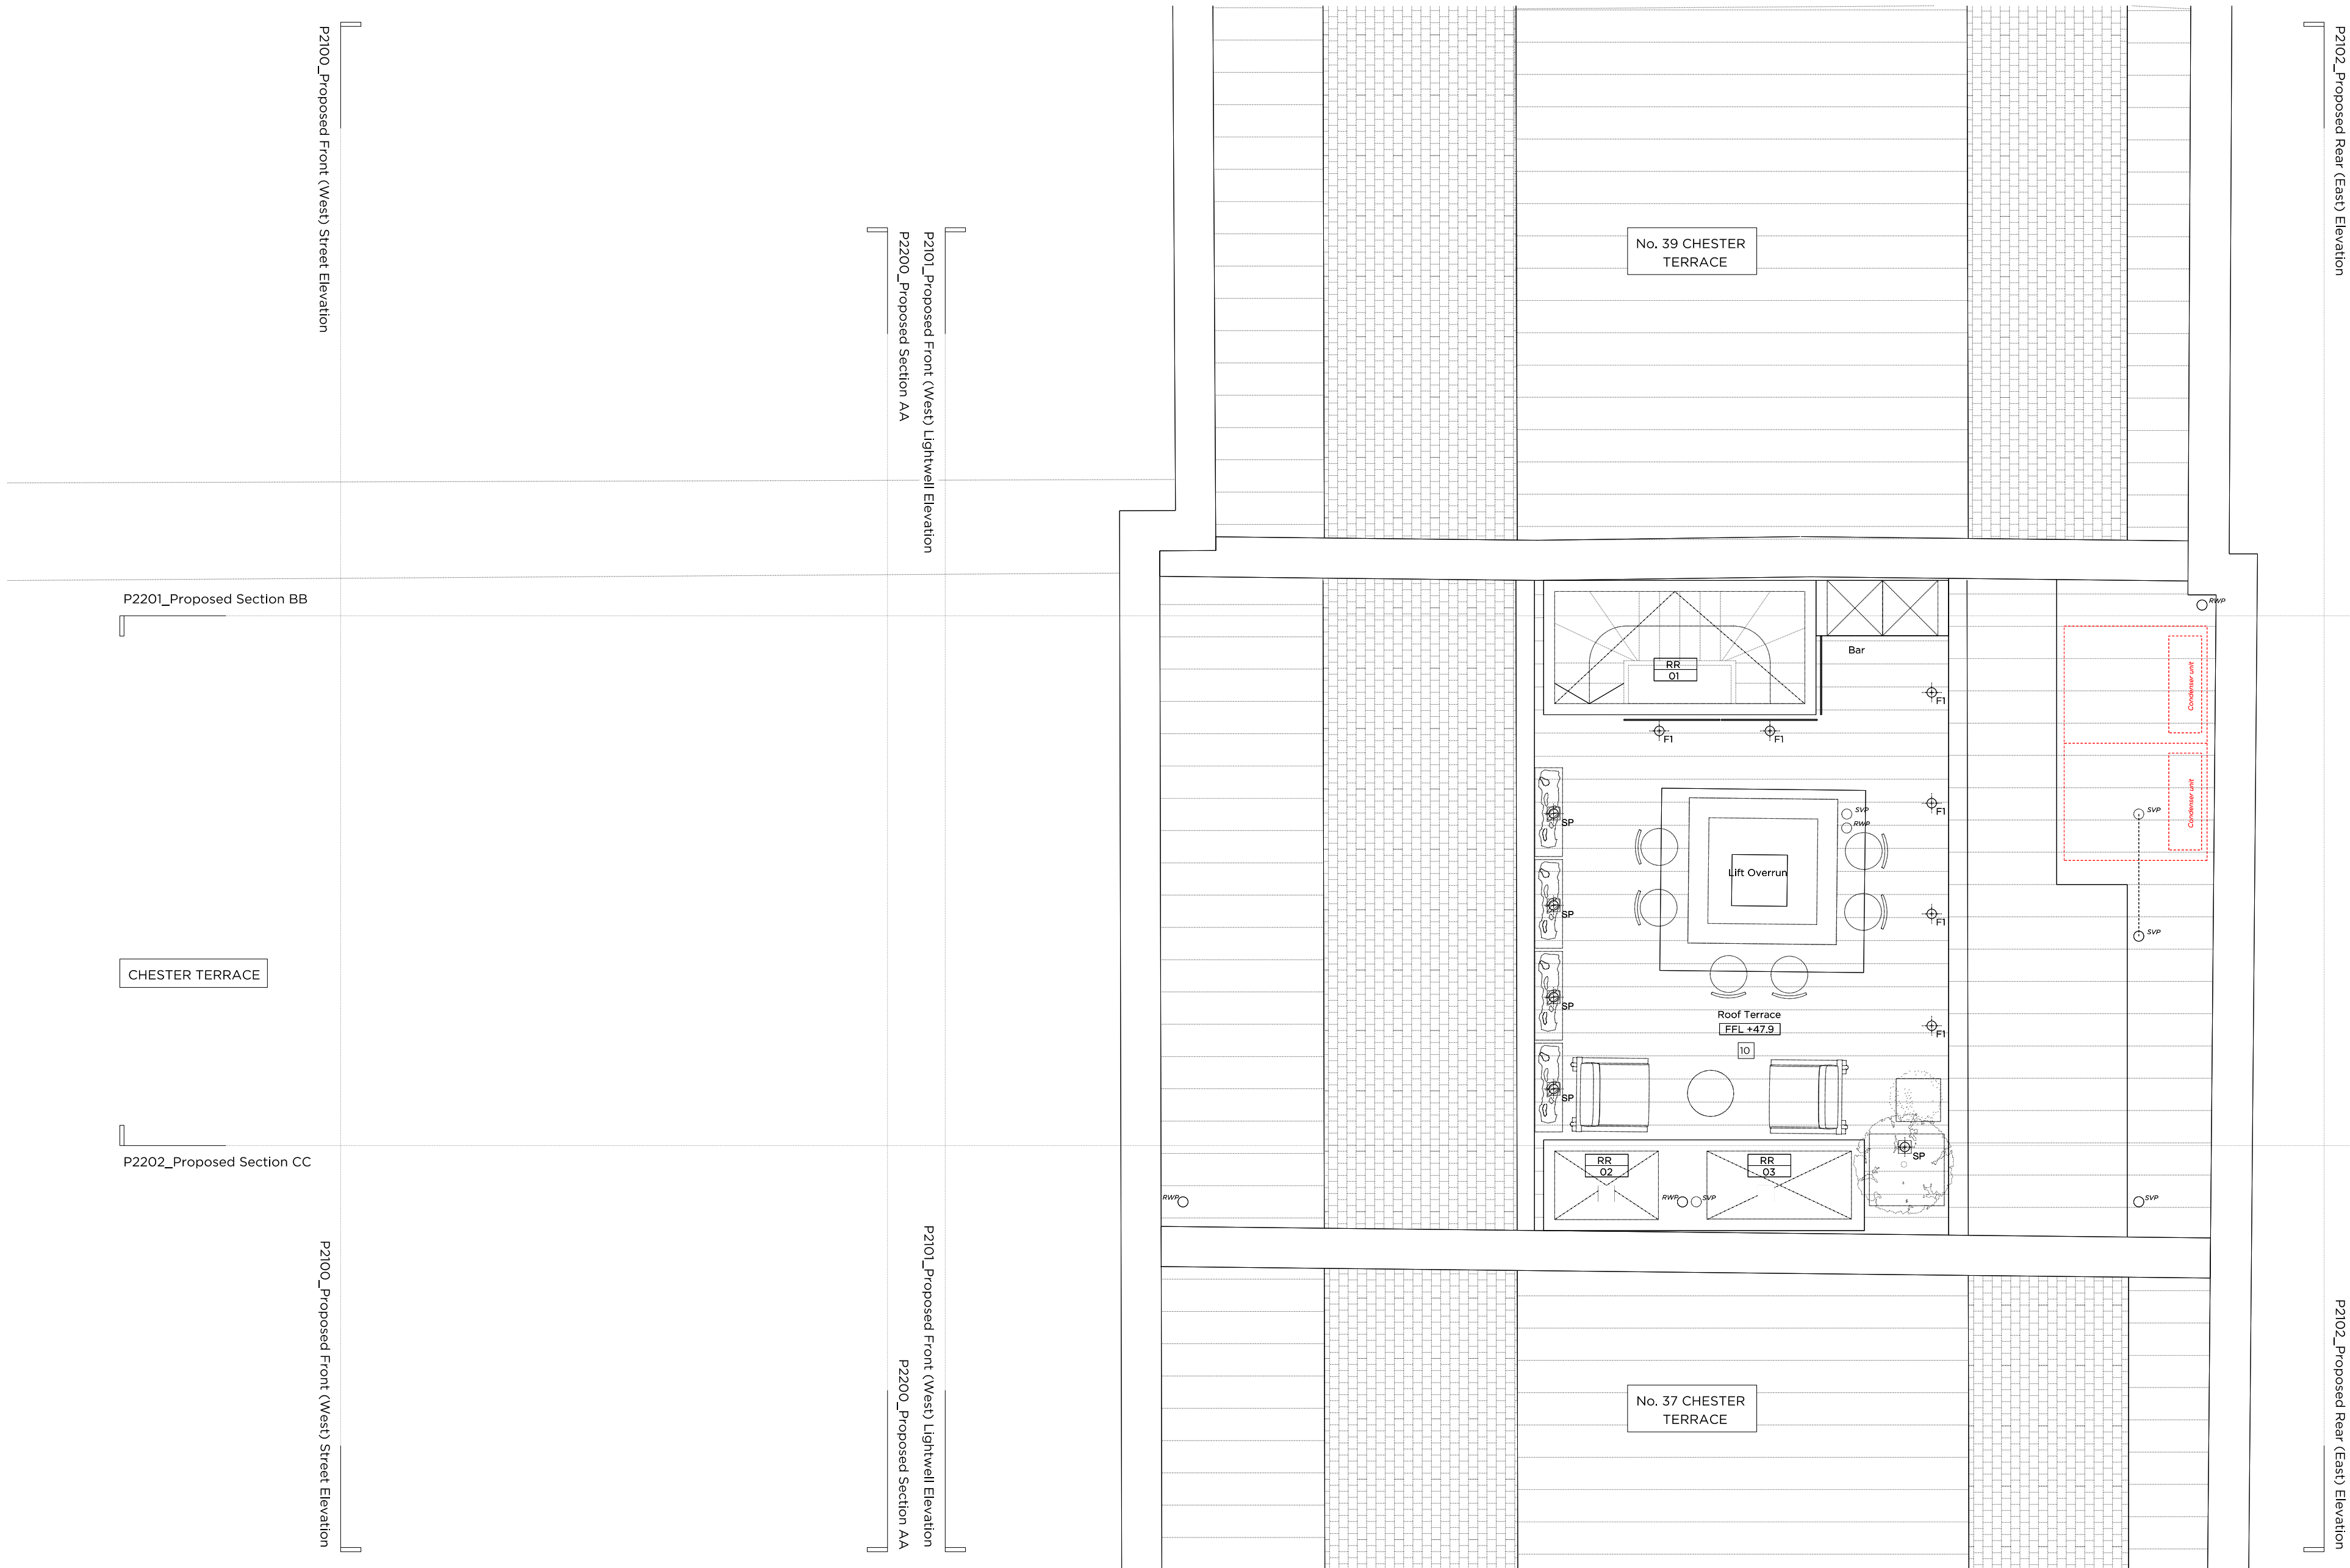 P2100_Proposed Front (West) Street Elevation
P2200_Proposed Section AA
P2101_Proposed Front (West) Lightwell Elevation
P2102_Proposed Rear (East) Elevation
No. 39 CHESTER
TERRACE
P2201_Proposed Section BB
RWP
Bar
RR
01
Condenser unit
F1
F1
F1
SVP
RWP
SVP
Condenser unit
F1
SP
Lift Overrun
SP
F1
SVP
CHESTER TERRACE
SP
Roof Terrace
FFL +47.9
F1
10
SP
P2202_Proposed Section CC
RR
02
RR
03
SP
RWP
RWP
SVP
SVP
P2100_Proposed Front (West) Street Elevation
P2200_Proposed Section AA
P2101_Proposed Front (West) Lightwell Elevation
P2102_Proposed Rear (East) Elevation
No. 37 CHESTER
TERRACE